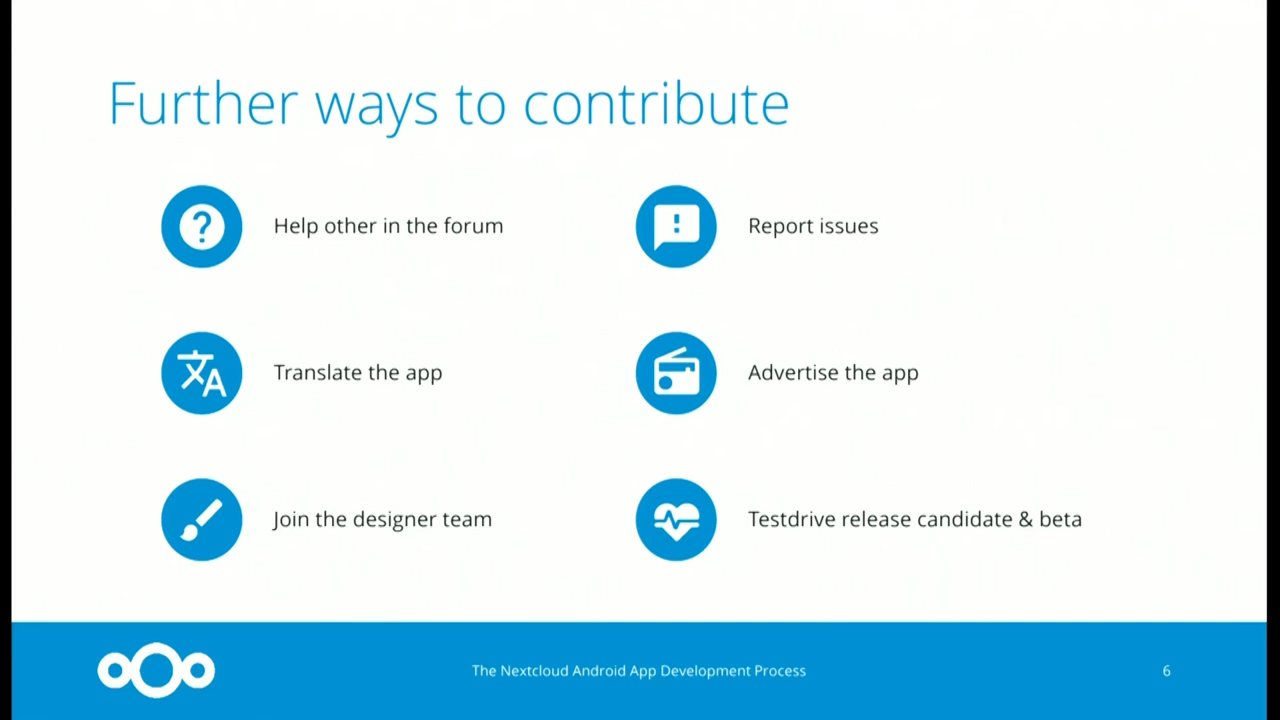 Further ways to contribute
Help other in the forum
Report issues
Translate the app
Advertise the app
Join the designer team
Testdrive release candidate & beta
The Nextcloud Android App Development Process
6